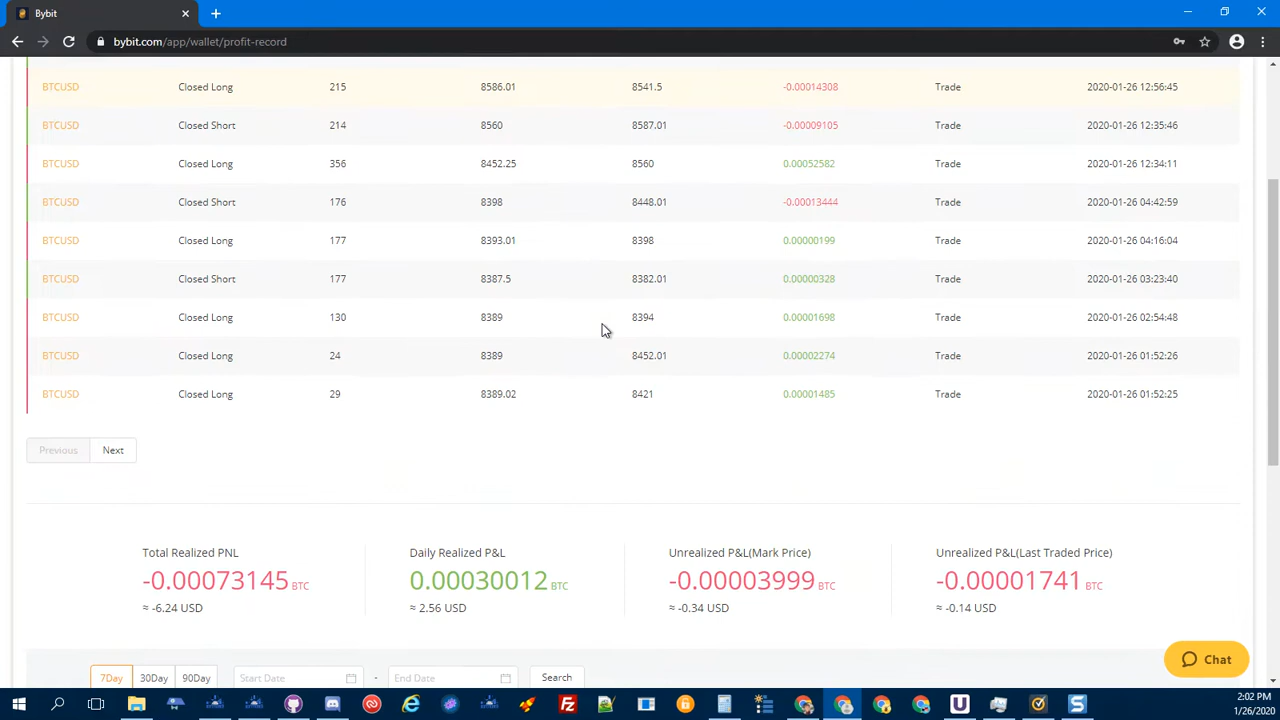 Bybit
bybit.com/app/wallet/profit-record
BTCUSD Closed Long 215 8586.01 8541.5 -0.00014308 Trade 2020-01-26 12:56:45
BTCUSD Closed Short 214 8560 8587.01 -0.00009105 Trade 2020-01-26 12:35:46
BTCUSD Closed Long 356 8452.25 8560 0.00052582 Trade 2020-01-26 12:34:11
BTCUSD Closed Short 176 8398 8448.01 -0.00013444 Trade 2020-01-26 04:42:59
BTCUSD Closed Long 177 8393.01 8398 0.00000199 Trade 2020-01-26 04:16:04
BTCUSD Closed Short 177 8387.5 8382.01 0.00000328 Trade 2020-01-26 03:23:40
BTCUSD Closed Long 130 8389 8394 0.00001698 Trade 2020-01-26 02:54:48
BTCUSD Closed Long 24 8389 8452.01 0.00002274 Trade 2020-01-26 01:52:26
BTCUSD Closed Long 29 8389.02 8421 0.00001485 Trade 2020-01-26 01:52:25
Previous Next
Total Realized PNL Daily Realized P&L Unrealized P&L(Mark Price) Unrealized P&L(Last Traded Price)
-0.00073145 BTC 0.00030012 BTC -0.00003999 BTC -0.00001741 BTC
≈ -6.24 USD ≈ 2.56 USD ≈ -0.34 USD ≈ -0.14 USD
Chat
7Day 30Day 90Day Start Date - End Date Search
2:02 PM
1/26/2020